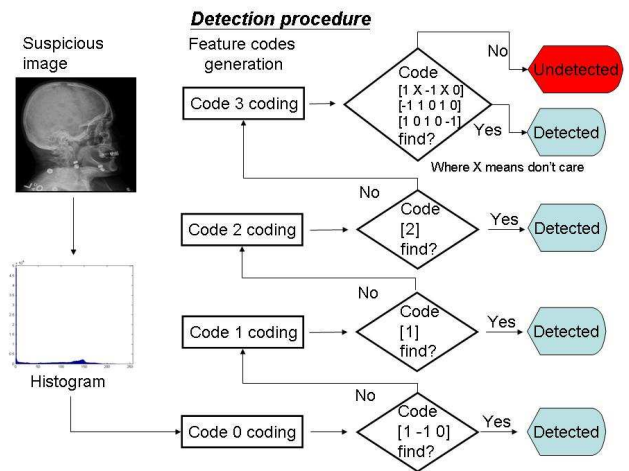 Detection procedure
Suspicious
image
Feature codes
generation
Code 3 coding
Code
[1 X -1 X 0]
[-1 1 0 1 0]
[1 0 1 0 -1]
find?
No
Undetected
Yes
Detected
Where X means don't care
No
Code 2 coding
Code
[2]
find?
Yes
Detected
No
Code 1 coding
Code
[1]
find?
Yes
Detected
Histogram
No
Code 0 coding
Code
[1 -1 0]
find?
Yes
Detected